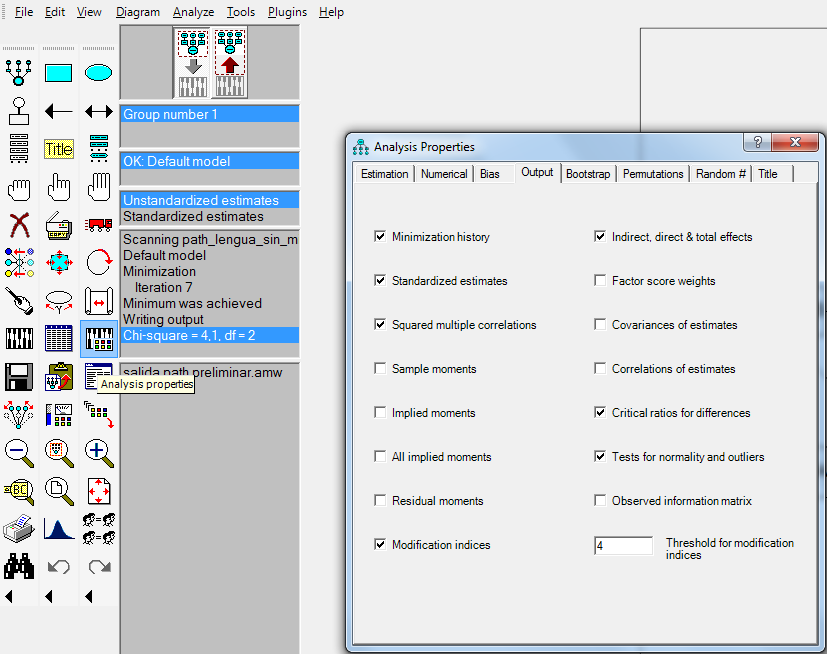 File Edit View Diagram Analyze Tools Plugins Help
Title
Group number 1
OK: Default model
Unstandardized estimates
Standardized estimates
Scanning path_lengua_sin_m
Default model
Minimization
Iteration 7
Minimum was achieved
Writing output
Chi-square = 4,1, df = 2
salida path preliminar.amw
Analysis properties
COPY
ABC
Analysis Properties
?
Estimation Numerical Bias Output Bootstrap Permutations Random # Title
Minimization history
Indirect, direct & total effects
Standardized estimates
Factor score weights
Squared multiple correlations
Covariances of estimates
Sample moments
Correlations of estimates
Implied moments
Critical ratios for differences
All implied moments
Tests for normality and outliers
Residual moments
Observed information matrix
Modification indices
4
Threshold for modification
indices